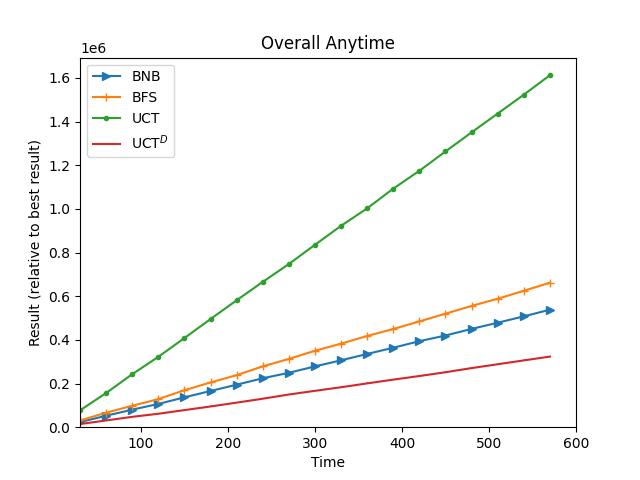 Overall Anytime
1e6
BNB
BFS
UCT
UCT^D
Result (relative to best result)
1.6
1.4
1.2
1.0
0.8
0.6
0.4
0.2
0.0
100 200 300 400 500 600
Time